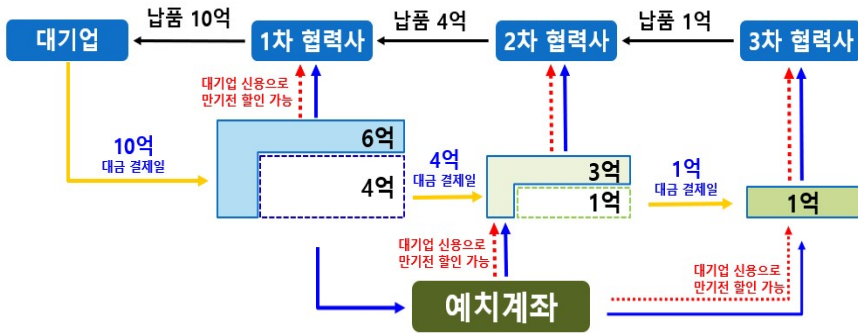 납품 10억
납품 4억
납품 1억
대기업
1차 협력사
2차 협력사
3차 협력사
대기업 신용으로
만기전 할인 가능
10억
대금 결제일
6억
4억
4억
대금 결제일
3억
1억
1억
대금 결제일
1억
대기업 신용으로
만기전 할인 가능
대기업 신용으로
만기전 할인 가능
예치계좌